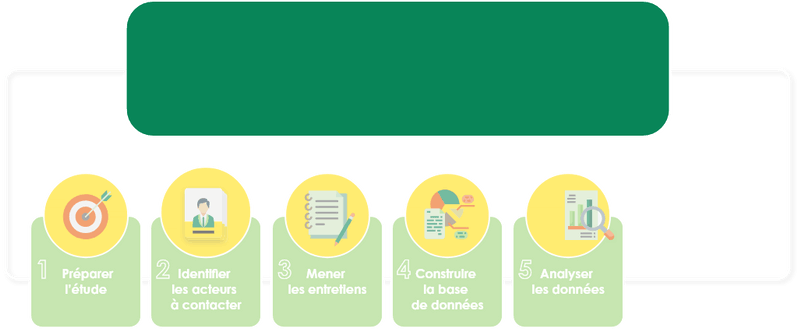 1 Préparer
l'étude
2 Identifier
les acteurs
à contacter
3 Mener
les entretiens
4 Construire
la base
de données
5 Analyser
les données